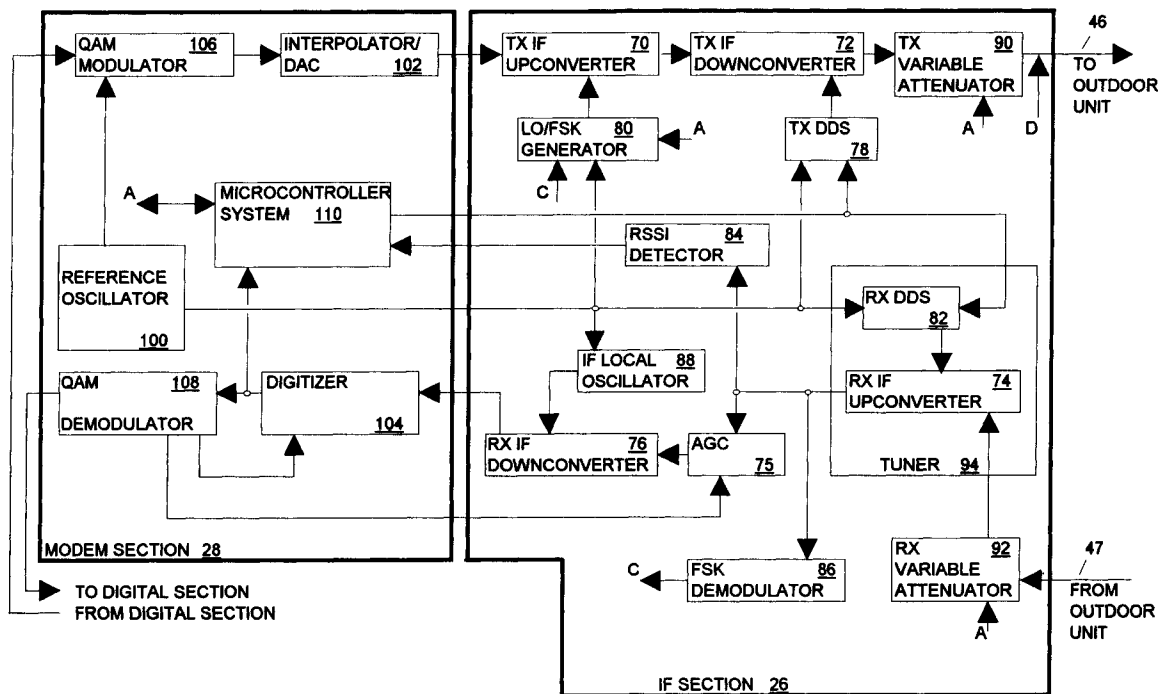 QAM 106
MODULATOR
INTERPOLATOR/
DAC 102
TX IF 70
UPCONVERTER
TX IF 72
DOWNCONVERTER
TX 90
VARIABLE
ATTENUATOR
46
TO
OUTDOOR
UNIT
LO/FSK 80
GENERATOR
A
C
TX DDS
78
A
D
A
MICROCONTROLLER
SYSTEM 110
RSSI 84
DETECTOR
REFERENCE
OSCILLATOR
100
RX DDS
82
IF LOCAL 88
OSCILLATOR
QAM 108
DEMODULATOR
DIGITIZER
104
RX IF 74
UPCONVERTER
RX IF 76
DOWNCONVERTER
AGC
75
TUNER 94
MODEM SECTION 28
C
FSK 86
DEMODULATOR
RX 92
VARIABLE
ATTENUATOR
A
47
FROM
OUTDOOR
UNIT
TO DIGITAL SECTION
FROM DIGITAL SECTION
IF SECTION 26